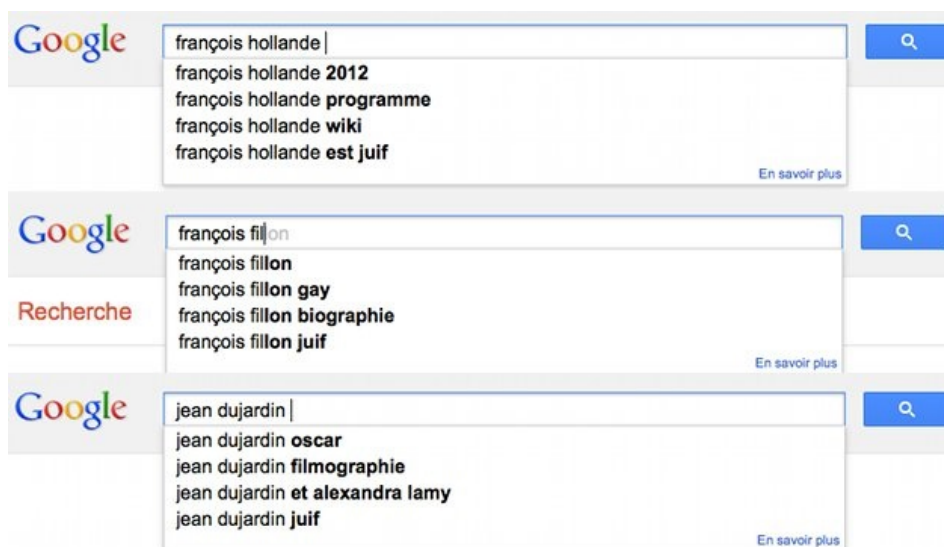 Google
françois hollande
françois hollande 2012
françois hollande programme
françois hollande wiki
françois hollande est juif
En savoir plus
Google
françois fillon
françois fillon
françois fillon gay
Recherche
françois fillon biographie
françois fillon juif
En savoir plus
Google
jean dujardin
jean dujardin oscar
jean dujardin filmographie
jean dujardin et alexandra lamy
jean dujardin juif
En savoir plus